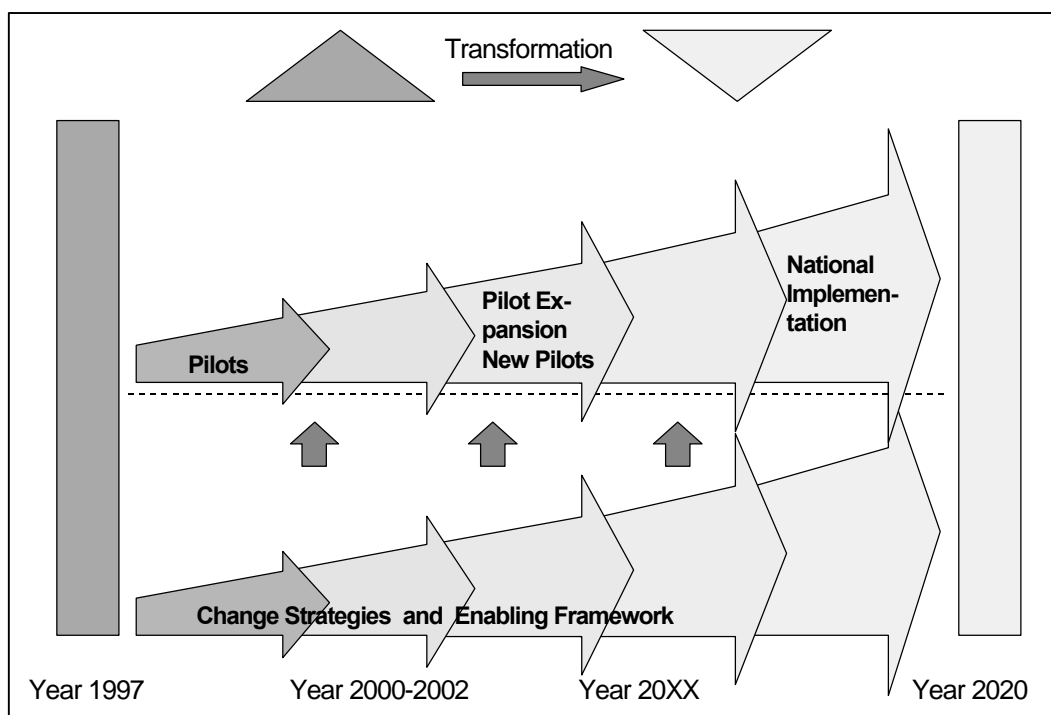 Transformation
National
Implemen-
tation
Pilot Ex-
pansion
New Pilots
Pilots
Change Strategies and Enabling Framework
Year 1997
Year 2000-2002
Year 20XX
Year 2020